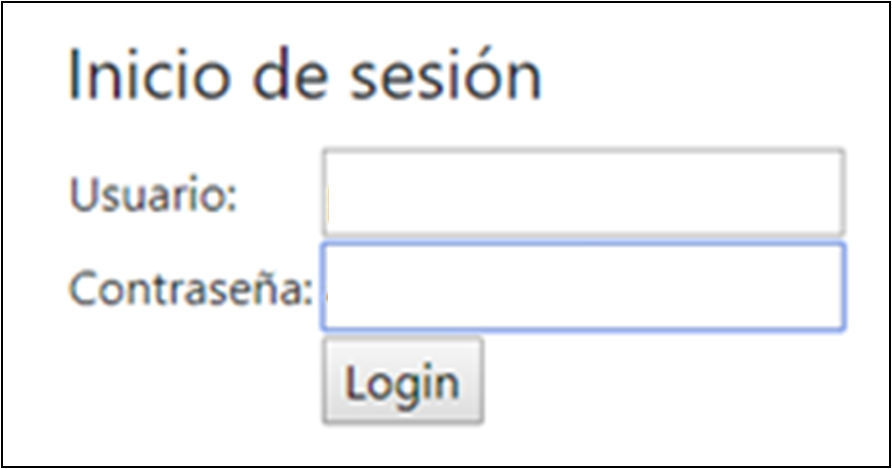 Inicio de sesión
Usuario:
Contraseña:
Login